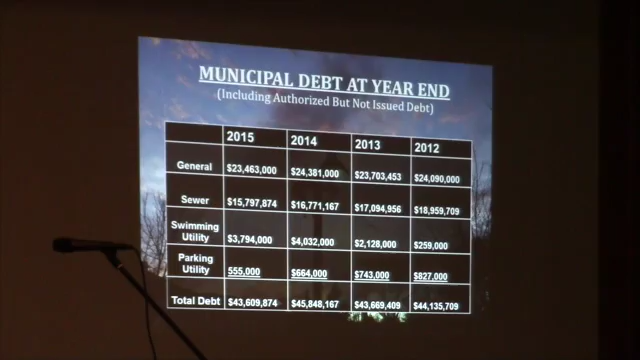 MUNICIPAL DEBT AT YEAR END
(Including Authorized But Not Issued Debt)
2015 2014 2013 2012
General $23,463,000 $24,381,000 $23,703,453 $24,090,000
Sewer $15,797,874 $16,771,167 $17,094,956 $18,959,709
Swimming
Utility $3,794,000 $4,032,000 $2,128,000 $259,000
Parking
Utility 555,000 $664,000 $743,000 $827,000
Total Debt $43,609,874 $45,848,167 $43,669,409 $44,135,709